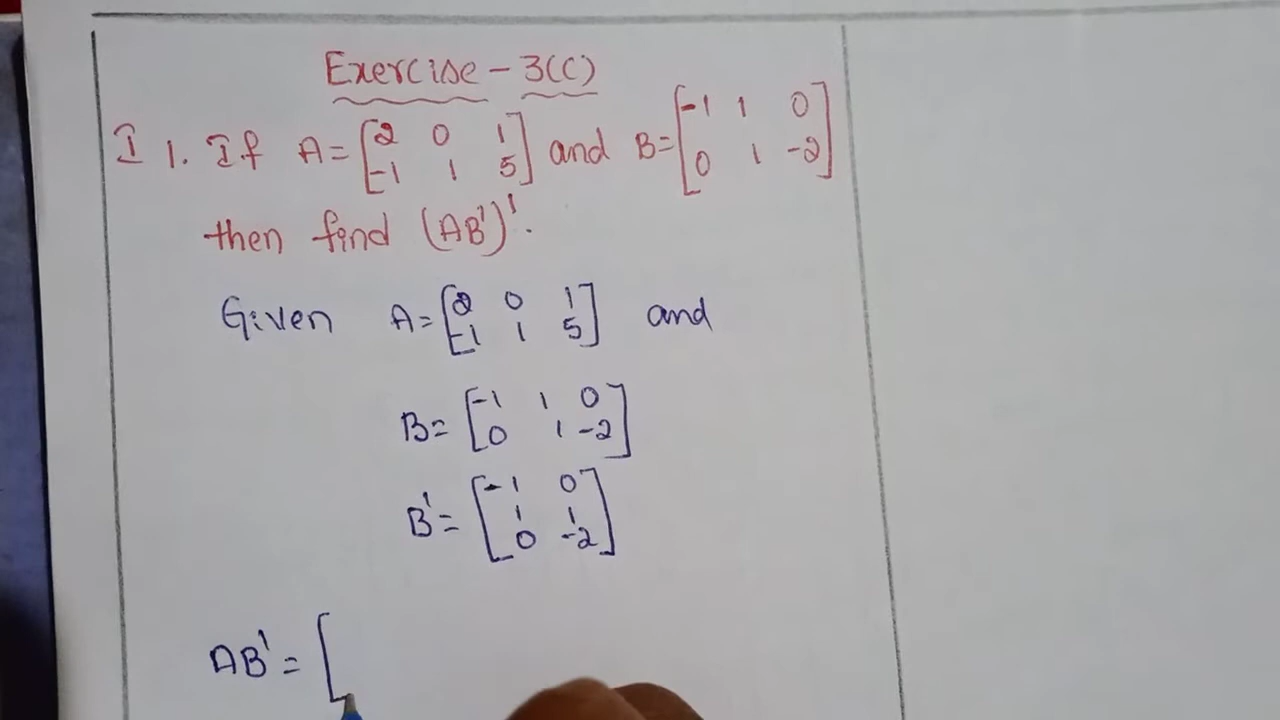 Exercise - 3(C)
I 1. If A = [2 0 1 and B = [-1 1 0
-1 1 5] 0 1 -2]
then find (AB')'.
Given A = [2 0 1 and
-1 1 5]
B = [-1 1 0
0 1 -2]
B' = [-1 0
1 1
0 -2]
AB' = [